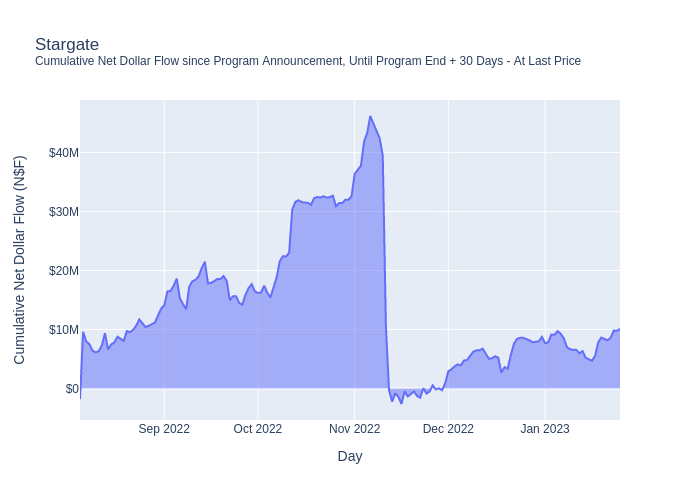 Stargate
Cumulative Net Dollar Flow since Program Announcement, Until Program End + 30 Days - At Last Price
Cumulative Net Dollar Flow (N$F)
$40M
$30M
$20M
$10M
$0
Sep 2022
Oct 2022
Nov 2022
Dec 2022
Jan 2023
Day